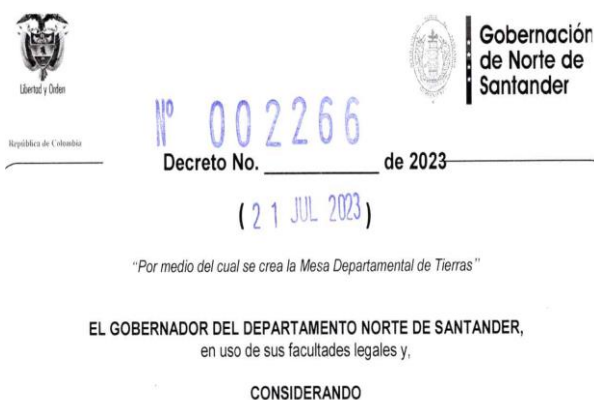 Libertad y Orden
República de Colombia
Gobernación
de Norte de
Santander
Nº 002266
Decreto No. ____________ de 2023
( 21 JUL 2023 )
“Por medio del cual se crea la Mesa Departamental de Tierras”
EL GOBERNADOR DEL DEPARTAMENTO NORTE DE SANTANDER,
en uso de sus facultades legales y,
CONSIDERANDO